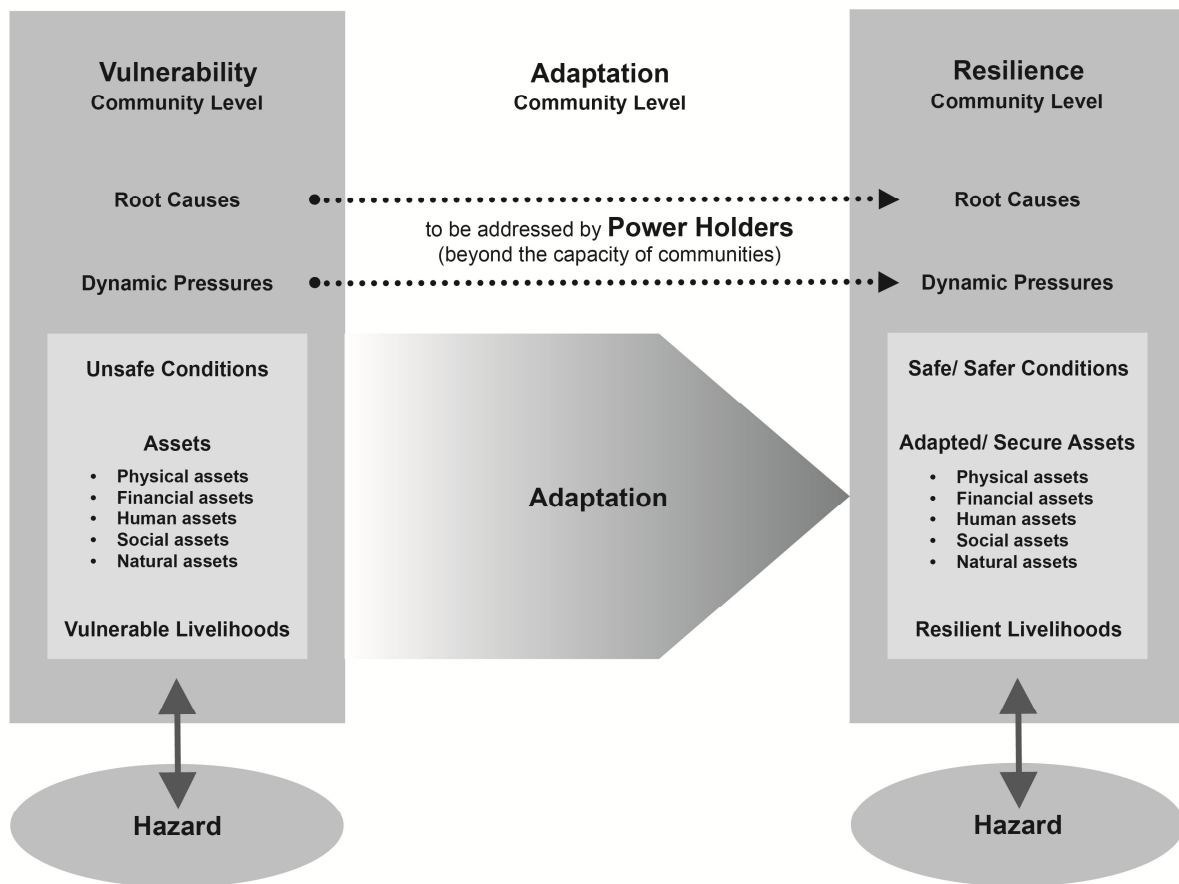 Vulnerability
Community Level
Root Causes
Dynamic Pressures
Unsafe Conditions
Assets
• Physical assets
• Financial assets
• Human assets
• Social assets
• Natural assets
Vulnerable Livelihoods
Hazard
Adaptation
Community Level
to be addressed by Power Holders
(beyond the capacity of communities)
Adaptation
Resilience
Community Level
Root Causes
Dynamic Pressures
Safe/ Safer Conditions
Adapted/ Secure Assets
• Physical assets
• Financial assets
• Human assets
• Social assets
• Natural assets
Resilient Livelihoods
Hazard